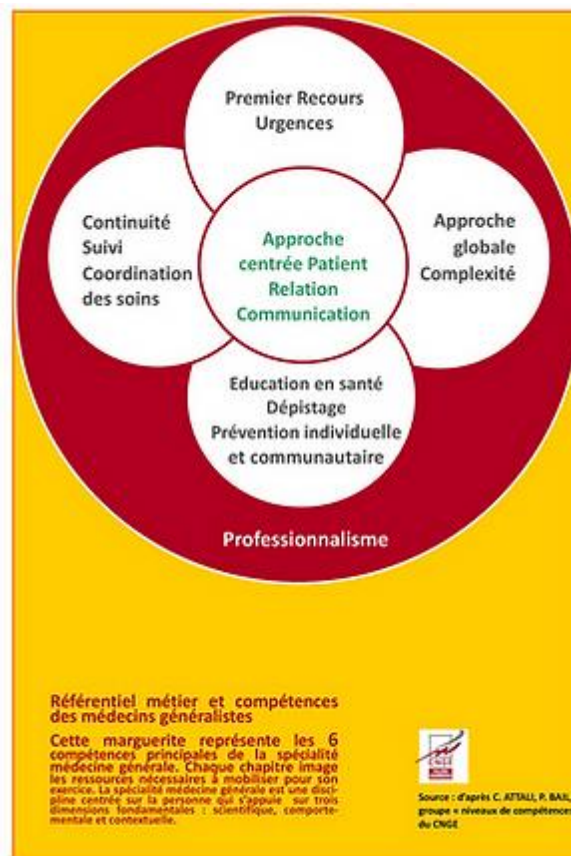 Premier Recours
Urgences
Continuité
Suivi
Coordination
des soins
Approche
centrée Patient
Relation
Communication
Approche
globale
Complexité
Education en santé
Dépistage
Prévention individuelle
et communautaire
Professionnalisme
Référentiel métier et compétences
des médecins généralistes
Cette marguerite représente les 6
compétences principales de la spécialité
médecine générale. Chaque chapitre image
les ressources nécessaires à mobiliser pour son
exercice. La spécialité médecine générale est une disci-
pline centrée sur la personne qui s'appuie sur trois
dimensions fondamentales : scientifique, comporte-
mentale et contextuelle.
CNGE
Source : d'après C. ATTALI, P. BAIL,
groupe « niveaux de compétences
du CNGE